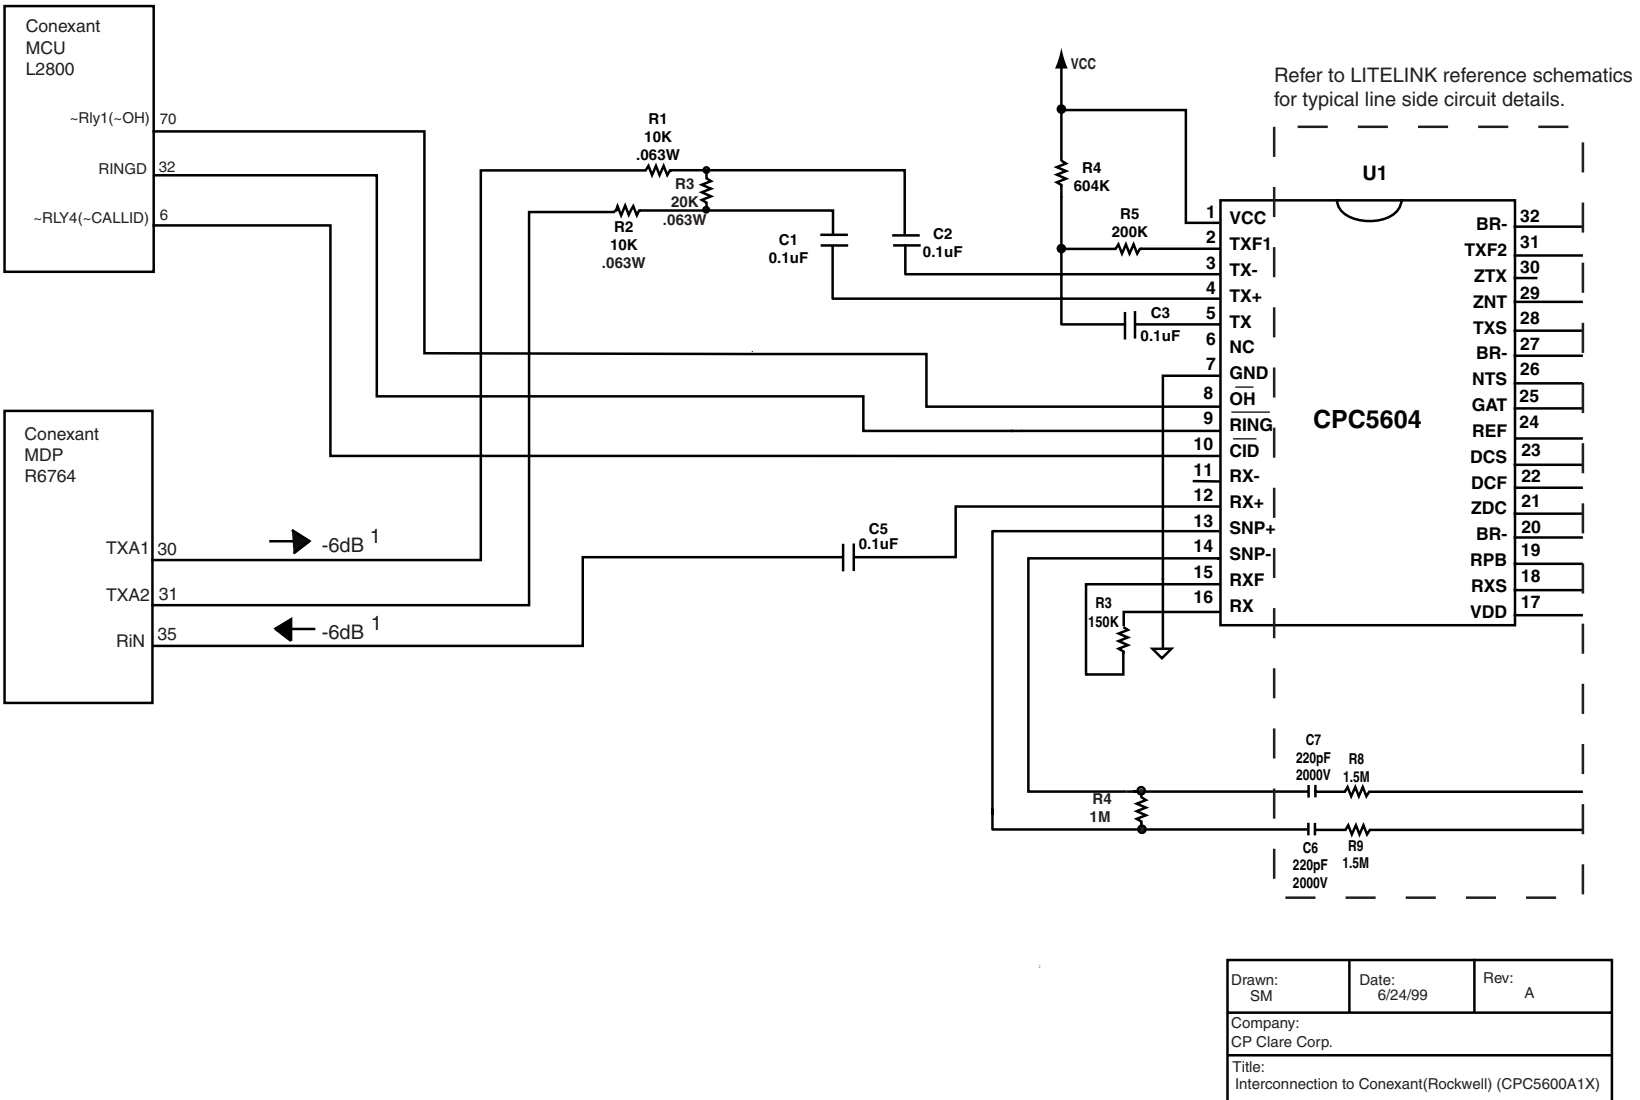 Conexant
MCU
L2800
~Rly1(~OH) 70
RINGD 32
~RLY4(~CALLID) 6
Conexant
MDP
R6764
TXA1 30
-6dB 1
TXA2 31
-6dB 1
RiN 35
R1
10K
.063W
R3
20K
.063W
R2
10K
.063W
C1
0.1uF
C2
0.1uF
C5
0.1uF
VCC
R4
604K
R5
200K
C3
0.1uF
Refer to LITELINK reference schematics
for typical line side circuit details.
U1
CPC5604
1 VCC
2 TXF1
3 TX-
4 TX+
5 TX
6 NC
7 GND
8 OH
9 RING
10 CID
11 RX-
12 RX+
13 SNP+
14 SNP-
15 RXF
16 RX
BR- 32
TXF2 31
ZTX 30
ZNT 29
TXS 28
BR- 27
NTS 26
GAT 25
REF 24
DCS 23
DCF 22
ZDC 21
BR- 20
RPB 19
RXS 18
VDD 17
R3
150K
R4
1M
C7
220pF
2000V
R8
1.5M
C6
220pF
2000V
R9
1.5M
Drawn:
SM
Date:
6/24/99
Rev:
A
Company:
CP Clare Corp.
Title:
Interconnection to Conexant(Rockwell) (CPC5600A1X)